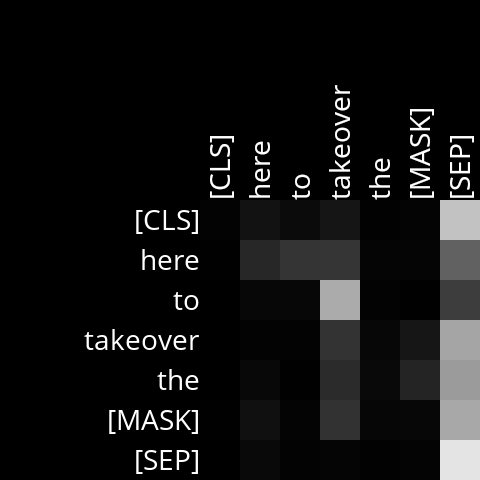 [CLS] here to takeover the [MASK] [SEP]
[CLS]
here
to
takeover
the
[MASK]
[SEP]